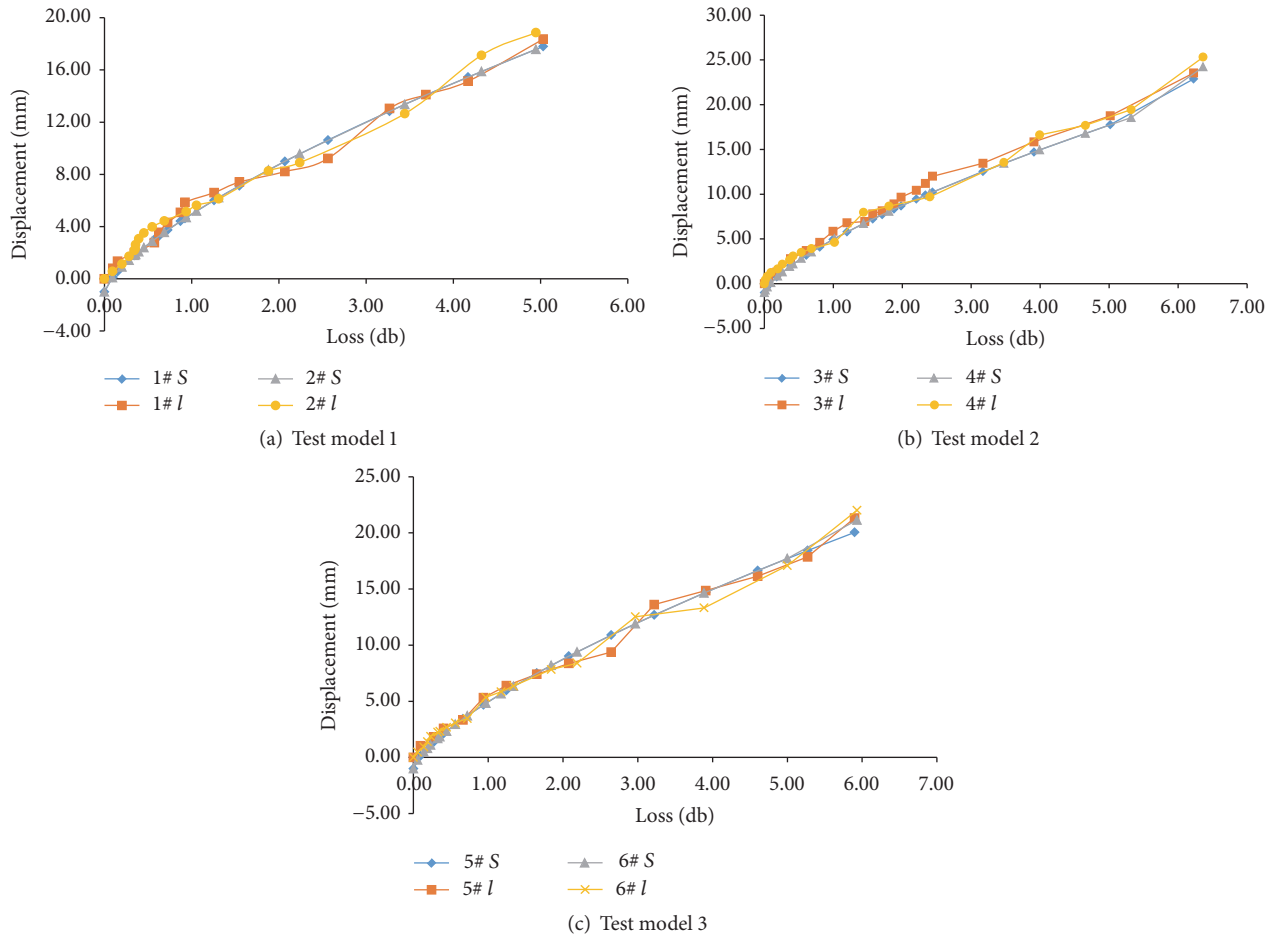 20.00
16.00
12.00
8.00
4.00
0.00
−4.00
Displacement (mm)
0.00 1.00 2.00 3.00 4.00 5.00 6.00
Loss (db)
1# S 2# S
1# l 2# l
(a) Test model 1
30.00
25.00
20.00
15.00
10.00
5.00
0.00
−5.00
Displacement (mm)
0.00 1.00 2.00 3.00 4.00 5.00 6.00 7.00
Loss (db)
3# S 4# S
3# l 4# l
(b) Test model 2
25.00
20.00
15.00
10.00
5.00
0.00
−5.00
Displacement (mm)
0.00 1.00 2.00 3.00 4.00 5.00 6.00 7.00
Loss (db)
5# S 6# S
5# l 6# l
(c) Test model 3